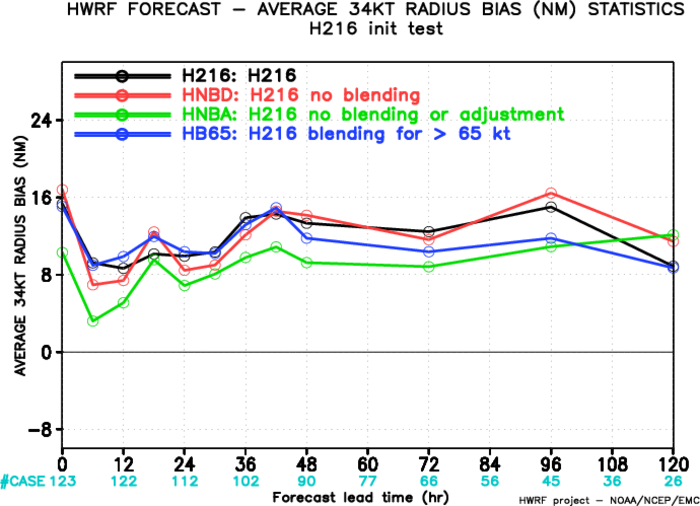 HWRF FORECAST − AVERAGE 34KT RADIUS BIAS (NM) STATISTICS
H216 init test
H216: H216
HNBD: H216 no blending
HNBA: H216 no blending or adjustment
HB65: H216 blending for > 65 kt
AVERAGE 34KT RADIUS BIAS (NM)
24
16
8
0
−8
0 12 24 36 48 60 72 84 96 36 120
#CASE 123 122 112 102 90 77 66 56 45 36 26
Forecast lead time (hr)
HWRF project − NOAA/NCEP/EMC